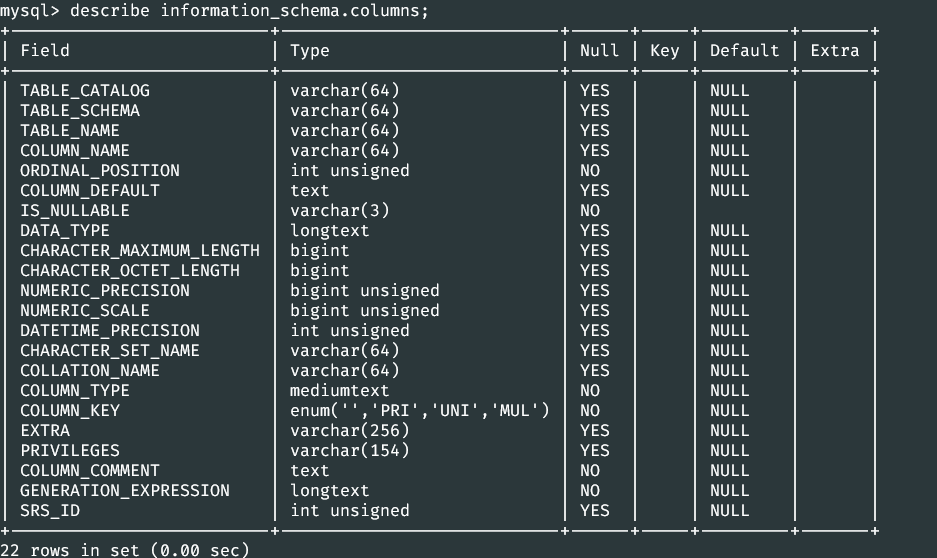 mysql> describe information_schema.columns;
+--------------------------+----------------------------+------+-----+---------+-------+
| Field                    | Type                       | Null | Key | Default | Extra |
+--------------------------+----------------------------+------+-----+---------+-------+
| TABLE_CATALOG            | varchar(64)                | YES  |     | NULL    |       |
| TABLE_SCHEMA             | varchar(64)                | YES  |     | NULL    |       |
| TABLE_NAME               | varchar(64)                | YES  |     | NULL    |       |
| COLUMN_NAME              | varchar(64)                | YES  |     | NULL    |       |
| ORDINAL_POSITION         | int unsigned               | NO   |     | NULL    |       |
| COLUMN_DEFAULT           | text                       | YES  |     | NULL    |       |
| IS_NULLABLE              | varchar(3)                 | NO   |     |         |       |
| DATA_TYPE                | longtext                   | YES  |     | NULL    |       |
| CHARACTER_MAXIMUM_LENGTH | bigint                     | YES  |     | NULL    |       |
| CHARACTER_OCTET_LENGTH   | bigint                     | YES  |     | NULL    |       |
| NUMERIC_PRECISION        | bigint unsigned            | YES  |     | NULL    |       |
| NUMERIC_SCALE            | bigint unsigned            | YES  |     | NULL    |       |
| DATETIME_PRECISION       | int unsigned               | YES  |     | NULL    |       |
| CHARACTER_SET_NAME       | varchar(64)                | YES  |     | NULL    |       |
| COLLATION_NAME           | varchar(64)                | YES  |     | NULL    |       |
| COLUMN_TYPE              | mediumtext                 | NO   |     | NULL    |       |
| COLUMN_KEY               | enum('','PRI','UNI','MUL') | NO   |     | NULL    |       |
| EXTRA                    | varchar(256)               | YES  |     | NULL    |       |
| PRIVILEGES               | varchar(154)               | YES  |     | NULL    |       |
| COLUMN_COMMENT           | text                       | NO   |     | NULL    |       |
| GENERATION_EXPRESSION    | longtext                   | NO   |     | NULL    |       |
| SRS_ID                   | int unsigned               | YES  |     | NULL    |       |
+--------------------------+----------------------------+------+-----+---------+-------+
22 rows in set (0.00 sec)